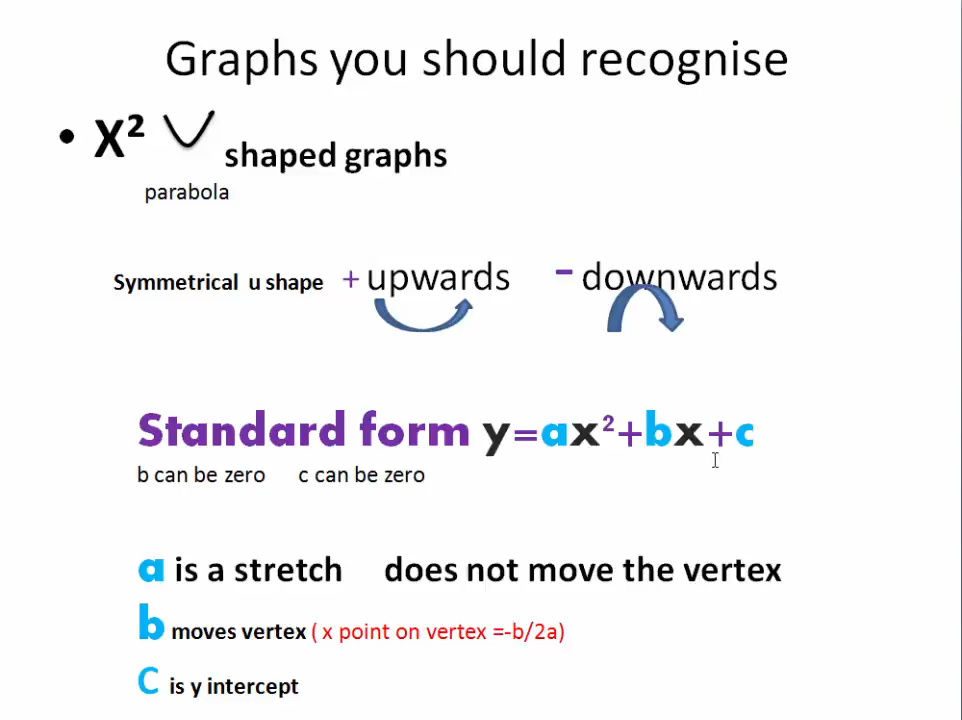 Graphs you should recognise
• X² shaped graphs
parabola
Symmetrical u shape + upwards - downwards
Standard form y=ax²+bx+c
b can be zero c can be zero
a is a stretch does not move the vertex
b moves vertex ( x point on vertex =-b/2a)
C is y intercept